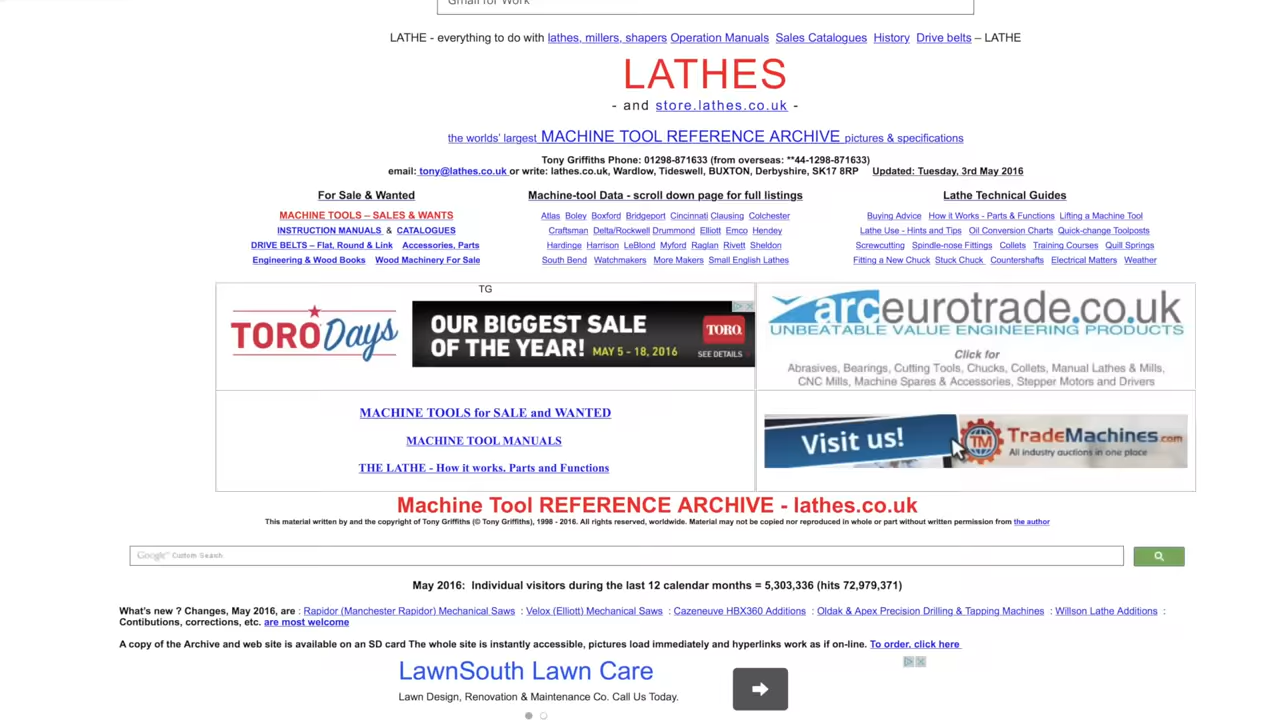 Gmail for Work
LATHE - everything to do with lathes, millers, shapers Operation Manuals Sales Catalogues History Drive belts – LATHE
LATHES
- and store.lathes.co.uk -
the worlds' largest MACHINE TOOL REFERENCE ARCHIVE pictures & specifications
Tony Griffiths Phone: 01298-871633 (from overseas: **44-1298-871633)
email: tony@lathes.co.uk or write: lathes.co.uk, Wardlow, Tideswell, BUXTON, Derbyshire, SK17 8RP Updated: Tuesday, 3rd May 2016
For Sale & Wanted
MACHINE TOOLS – SALES & WANTS
INSTRUCTION MANUALS & CATALOGUES
DRIVE BELTS – Flat, Round & Link Accessories, Parts
Engineering & Wood Books Wood Machinery For Sale
Machine-tool Data - scroll down page for full listings
Atlas Boley Boxford Bridgeport Cincinnati Clausing Colchester
Craftsman Delta/Rockwell Drummond Elliott Emco Hendey
Hardinge Harrison LeBlond Myford Raglan Rivett Sheldon
South Bend Watchmakers More Makers Small English Lathes
Lathe Technical Guides
Buying Advice How it Works - Parts & Functions Lifting a Machine Tool
Lathe Use - Hints and Tips Oil Conversion Charts Quick-change Toolposts
Screwcutting Spindle-nose Fittings Collets Training Courses Quill Springs
Fitting a New Chuck Stuck Chuck Countershafts Electrical Matters Weather
TG
TORO Days
OUR BIGGEST SALE
OF THE YEAR! MAY 5 - 18, 2016
TORO
SEE DETAILS
arceurotrade.co.uk
UNBEATABLE VALUE ENGINEERING PRODUCTS
Click for
Abrasives, Bearings, Cutting Tools, Chucks, Collets, Manual Lathes & Mills,
CNC Mills, Machine Spares & Accessories, Stepper Motors and Drivers
MACHINE TOOLS for SALE and WANTED
MACHINE TOOL MANUALS
THE LATHE - How it works. Parts and Functions
Visit us!
TM
TradeMachines.com
All industry auctions in one place
Machine Tool REFERENCE ARCHIVE - lathes.co.uk
This material written by and the copyright of Tony Griffiths (© Tony Griffiths), 1998 - 2016. All rights reserved, worldwide. Material may not be copied nor reproduced in whole or part without written permission from the author
Google™ Custom Search
May 2016: Individual visitors during the last 12 calendar months = 5,303,336 (hits 72,979,371)
What's new ? Changes, May 2016, are : Rapidor (Manchester Rapidor) Mechanical Saws : Velox (Elliott) Mechanical Saws : Cazeneuve HBX360 Additions : Oldak & Apex Precision Drilling & Tapping Machines : Willson Lathe Additions :
Contibutions, corrections, etc. are most welcome
A copy of the Archive and web site is available on an SD card The whole site is instantly accessible, pictures load immediately and hyperlinks work as if on-line. To order, click here
LawnSouth Lawn Care
Lawn Design, Renovation & Maintenance Co. Call Us Today.